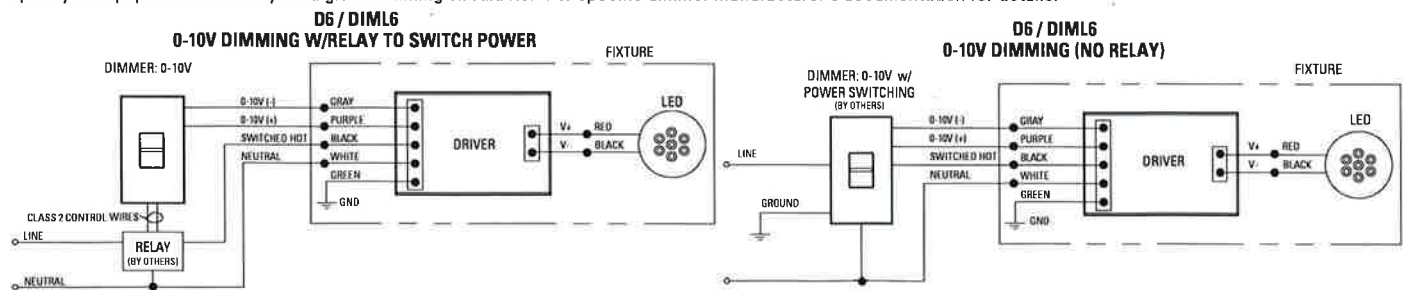 D6 / DIML6
0-10V DIMMING W/RELAY TO SWITCH POWER
FIXTURE
DIMMER: 0-10V
0-10V (-)
GRAY
0-10V (+)
PURPLE
SWITCHED HOT
BLACK
NEUTRAL
WHITE
GREEN
GND
DRIVER
V+
RED
V-
BLACK
LED
CLASS 2 CONTROL WIRES
LINE
RELAY
(BY OTHERS)
NEUTRAL
D6 / DIML6
0-10V DIMMING (NO RELAY)
FIXTURE
DIMMER: 0-10V w/
POWER SWITCHING
(BY OTHERS)
0-10V (-)
GRAY
0-10V (+)
PURPLE
SWITCHED HOT
BLACK
NEUTRAL
WHITE
GREEN
GND
LINE
GROUND
DRIVER
V+
RED
V-
BLACK
LED